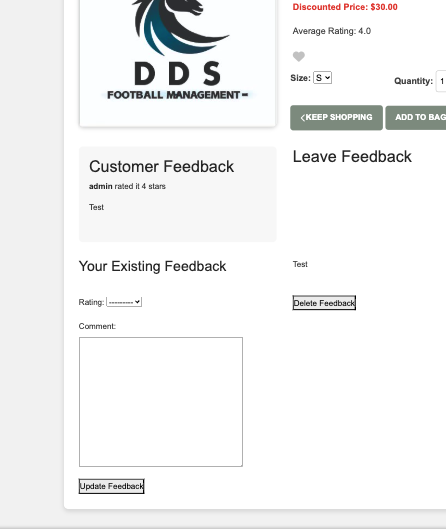 DDS
FOOTBALL MANAGEMENT
Discounted Price: $30.00
Average Rating: 4.0
Size: S
Quantity: 1
KEEP SHOPPING
ADD TO BAG
Customer Feedback
admin rated it 4 stars
Test
Leave Feedback
Your Existing Feedback
Test
Rating: ---------
Delete Feedback
Comment:
Update Feedback